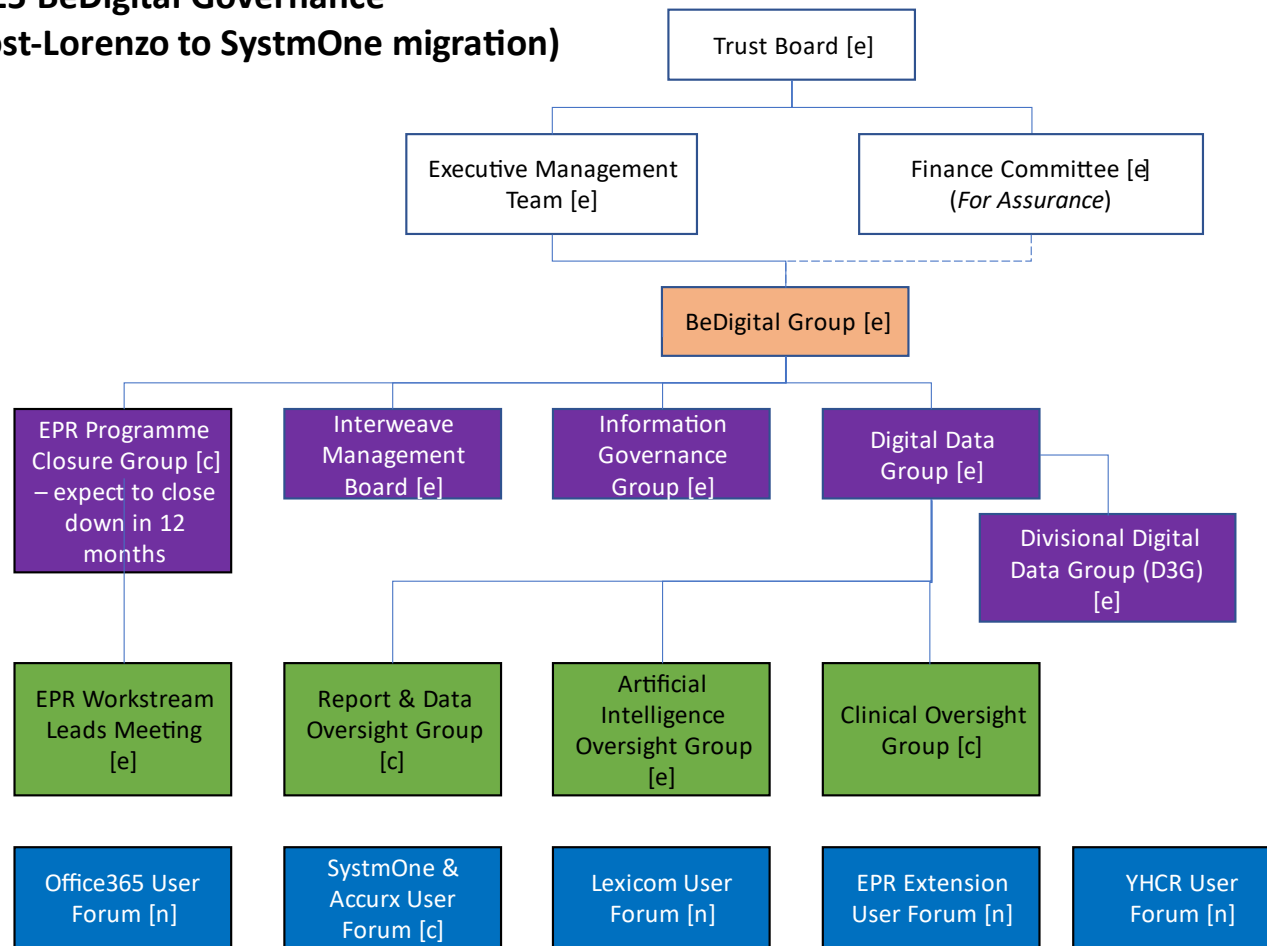 BeDigital Governance
Lorenzo to SystmOne migration)
Trust Board [e]
Executive Management
Team [e]
Finance Committee [e]
(For Assurance)
BeDigital Group [e]
EPR Programme
Closure Group [c]
– expect to close
down in 12
months
Interweave
Management
Board [e]
Information
Governance
Group [e]
Digital Data
Group [e]
Divisional Digital
Data Group (D3G)
[e]
EPR Workstream
Leads Meeting
[e]
Report & Data
Oversight Group
[c]
Artificial
Intelligence
Oversight Group
[e]
Clinical Oversight
Group [c]
Office365 User
Forum [n]
SystmOne &
Accurx User
Forum [c]
Lexicom User
Forum [n]
EPR Extension
User Forum [n]
YHCR User
Forum [n]